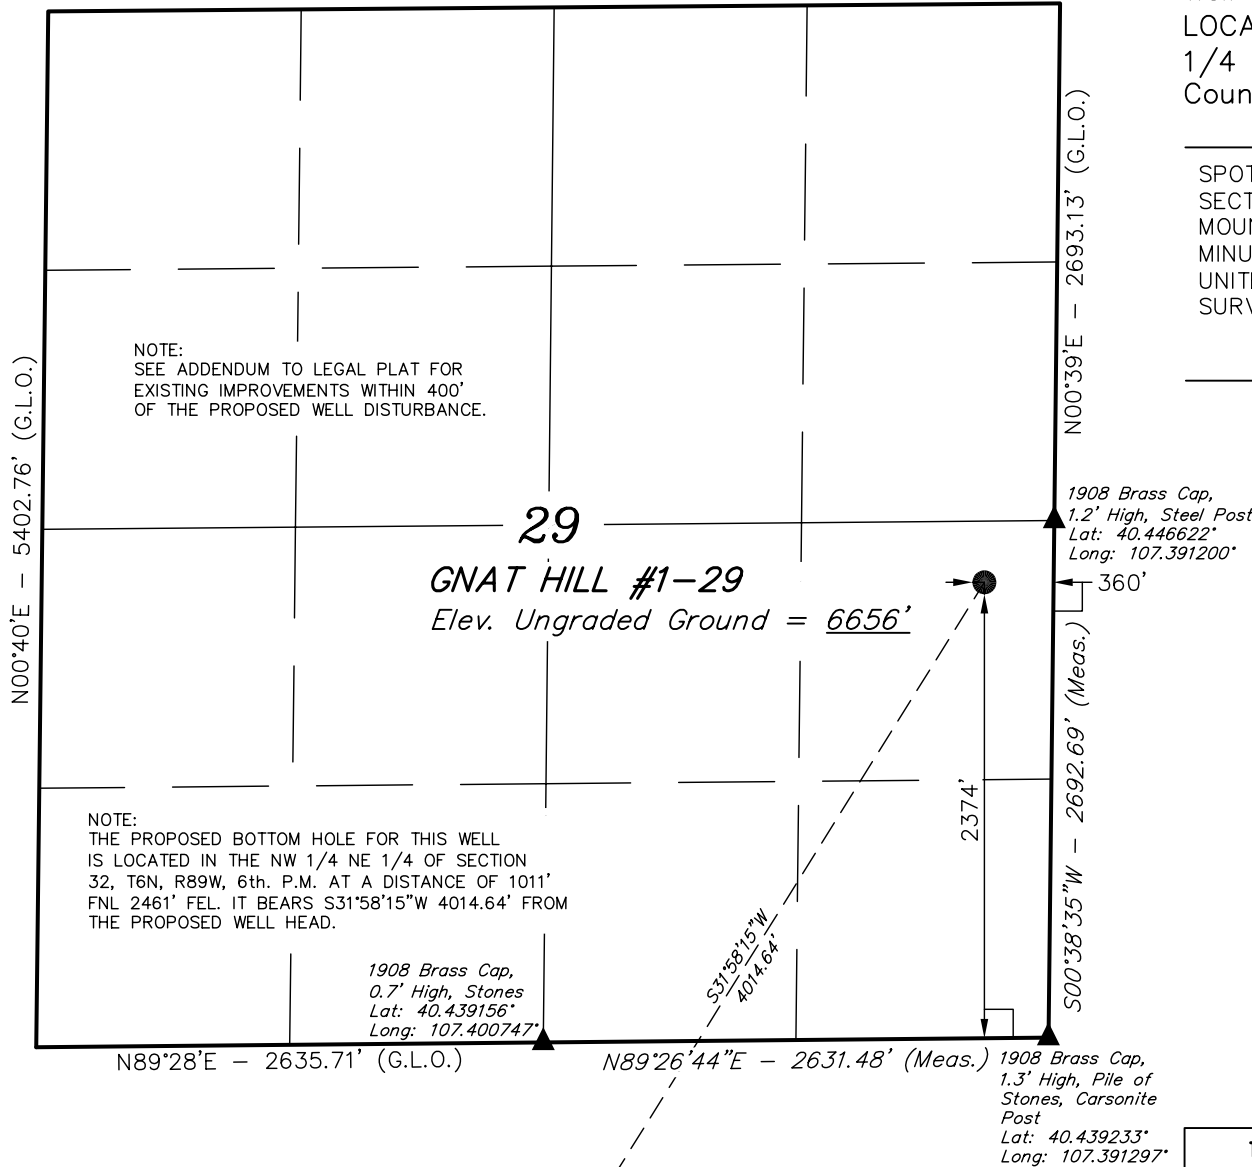 LOCA
1/4
Coun
SPOT
SECT
MOUN
MINU
UNIT
SURV
N00°39'E - 2693.13' (G.L.O.)
NOTE:
SEE ADDENDUM TO LEGAL PLAT FOR
EXISTING IMPROVEMENTS WITHIN 400'
OF THE PROPOSED WELL DISTURBANCE.
N00°40'E - 5402.76' (G.L.O.)
29
GNAT HILL #1-29
Elev. Ungraded Ground = 6656'
1908 Brass Cap,
1.2' High, Steel Post
Lat: 40.446622°
Long: 107.391200°
360'
2374'
S00°38'35"W - 2692.69' (Meas.)
NOTE:
THE PROPOSED BOTTOM HOLE FOR THIS WELL
IS LOCATED IN THE NW 1/4 NE 1/4 OF SECTION
32, T6N, R89W, 6th. P.M. AT A DISTANCE OF 1011'
FNL 2461' FEL. IT BEARS S31°58'15"W 4014.64' FROM
THE PROPOSED WELL HEAD.
S31°58'15"W
4014.64'
1908 Brass Cap,
0.7' High, Stones
Lat: 40.439156°
Long: 107.400747°
N89°28'E - 2635.71' (G.L.O.)
N89°26'44"E - 2631.48' (Meas.)
1908 Brass Cap,
1.3' High, Pile of
Stones, Carsonite
Post
Lat: 40.439233°
Long: 107.391297°